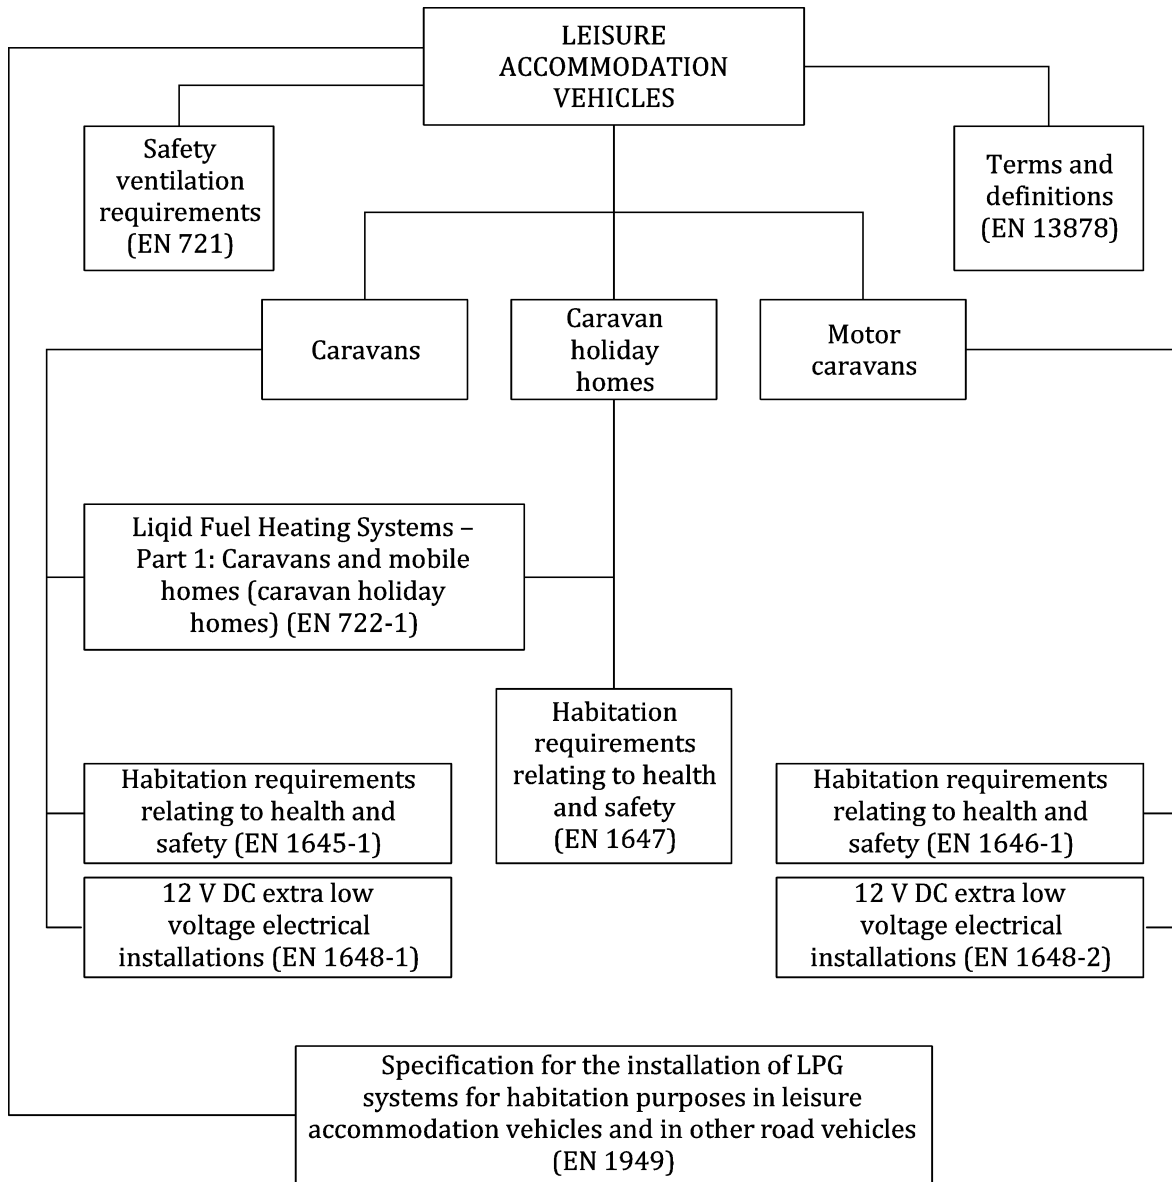 LEISURE
ACCOMMODATION
VEHICLES
Safety
ventilation
requirements
(EN 721)
Terms and
definitions
(EN 13878)
Caravans
Caravan
holiday
homes
Motor
caravans
Liqid Fuel Heating Systems –
Part 1: Caravans and mobile
homes (caravan holiday
homes) (EN 722-1)
Habitation
requirements
relating to health
and safety
(EN 1647)
Habitation requirements
relating to health and
safety (EN 1645-1)
Habitation requirements
relating to health and
safety (EN 1646-1)
12 V DC extra low
voltage electrical
installations (EN 1648-1)
12 V DC extra low
voltage electrical
installations (EN 1648-2)
Specification for the installation of LPG
systems for habitation purposes in leisure
accommodation vehicles and in other road vehicles
(EN 1949)